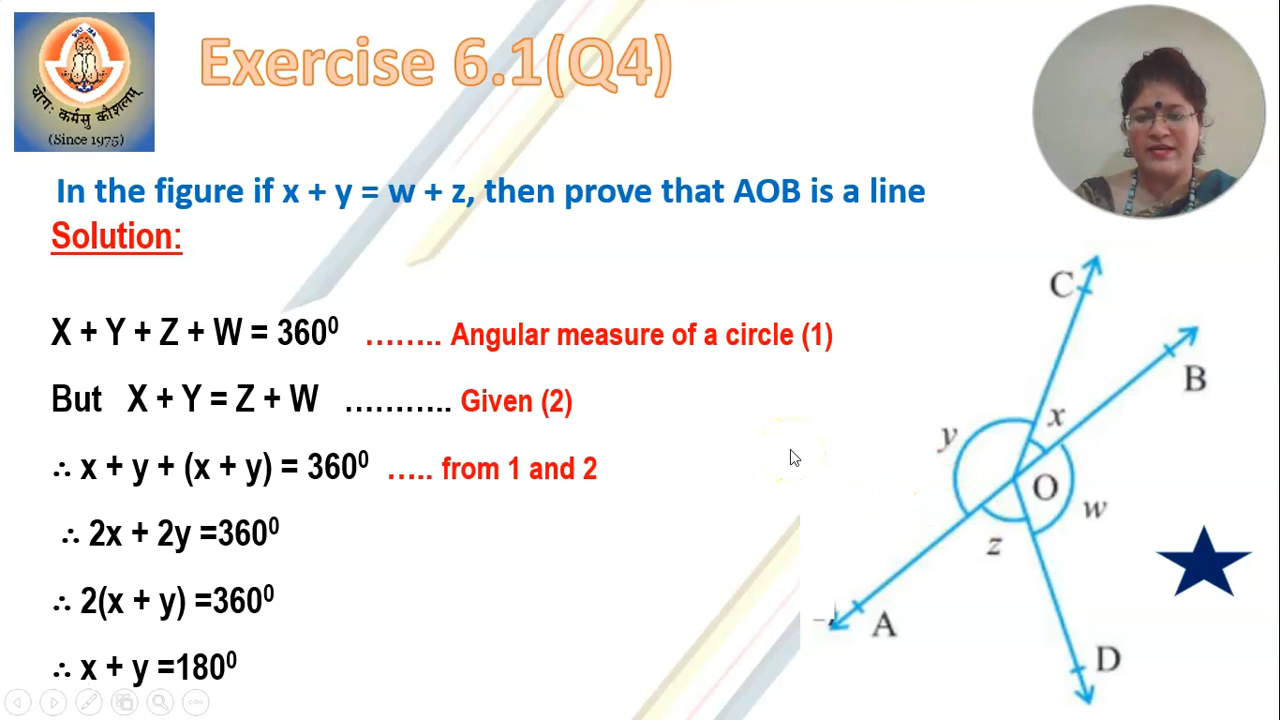 Exercise 6.1(Q4)
योगः कर्मसु कौशलम्
(Since 1975)
In the figure if x + y = w + z, then prove that AOB is a line
Solution:
X + Y + Z + W = 360⁰ …….. Angular measure of a circle (1)
But X + Y = Z + W ……….. Given (2)
∴ x + y + (x + y) = 360⁰ ….. from 1 and 2
∴ 2x + 2y =360⁰
∴ 2(x + y) =360⁰
∴ x + y =180⁰
C
B
x
y
O
w
z
A
D